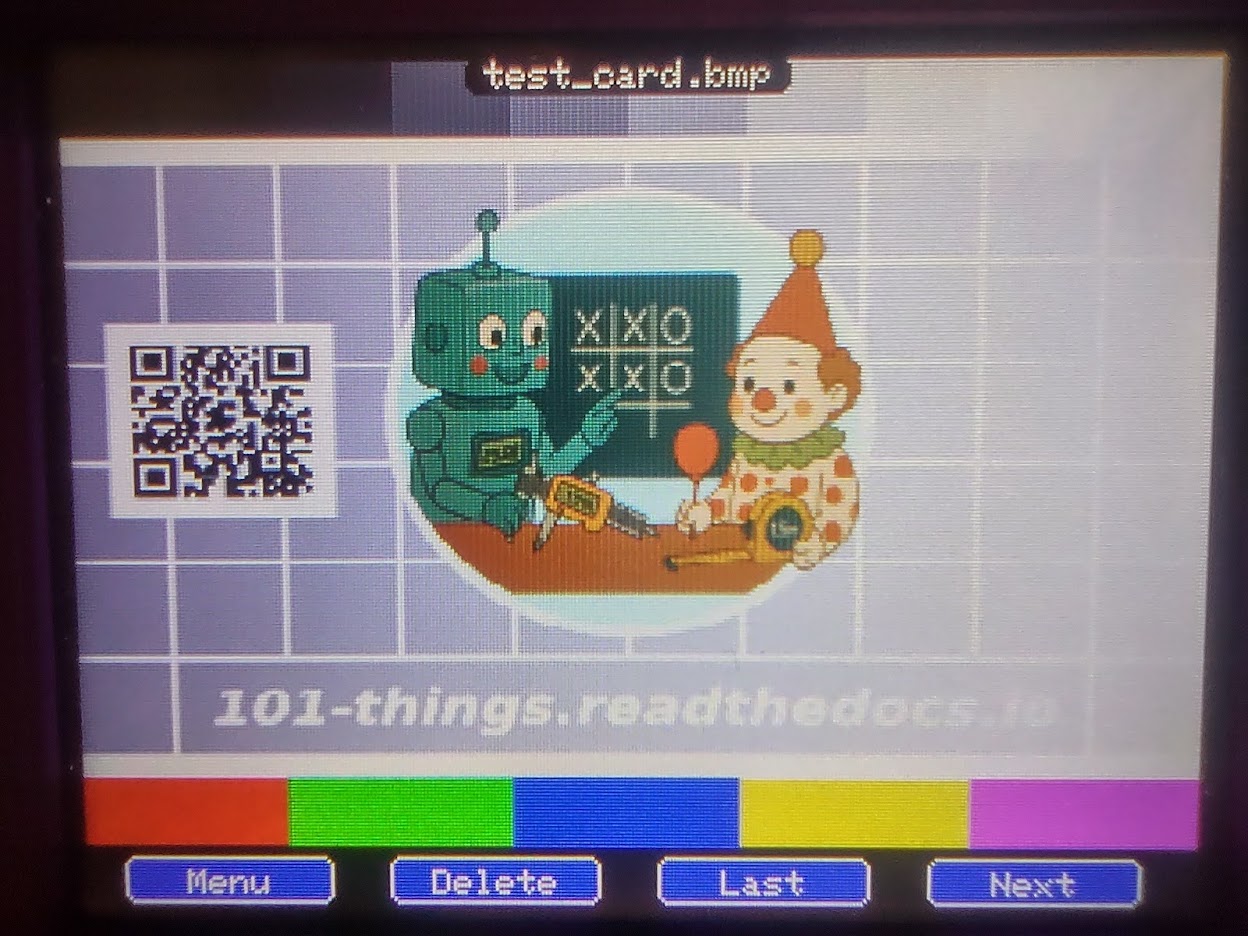 test_card.bmp
X X O
X X O
101-things.readthedocs.io
Menu
Delete
Last
Next